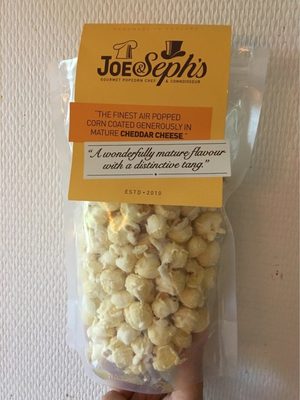 JOE & Seph's
GOURMET POPCORN CHEF & CONNOISSEUR
"THE FINEST AIR POPPED
CORN COATED GENEROUSLY IN
MATURE CHEDDAR CHEESE."
"A wonderfully mature flavour
with a distinctive tang."
ESTD • 2010